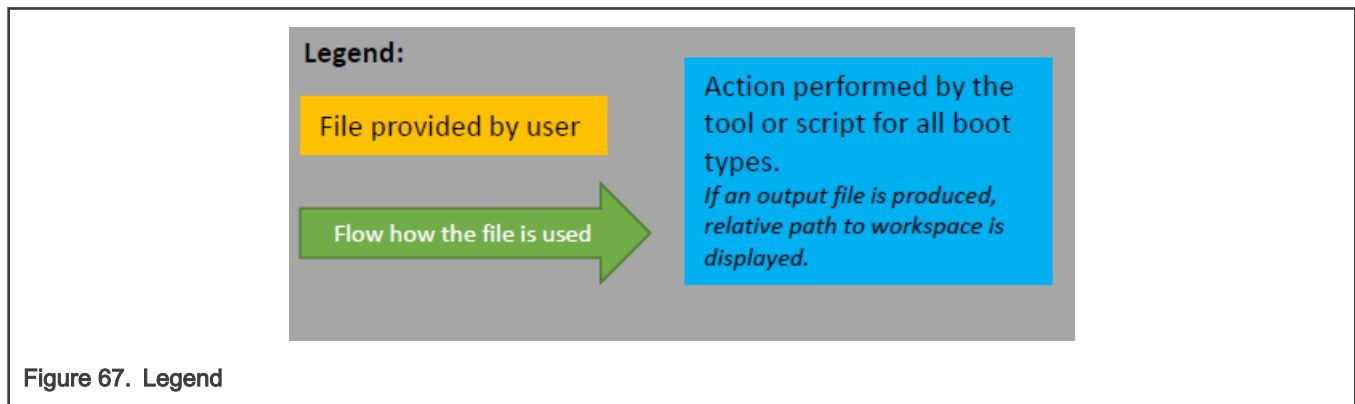 Legend:
File provided by user
Flow how the file is used
Action performed by the
tool or script for all boot
types.
If an output file is produced,
relative path to workspace is
displayed.
Figure 67. Legend